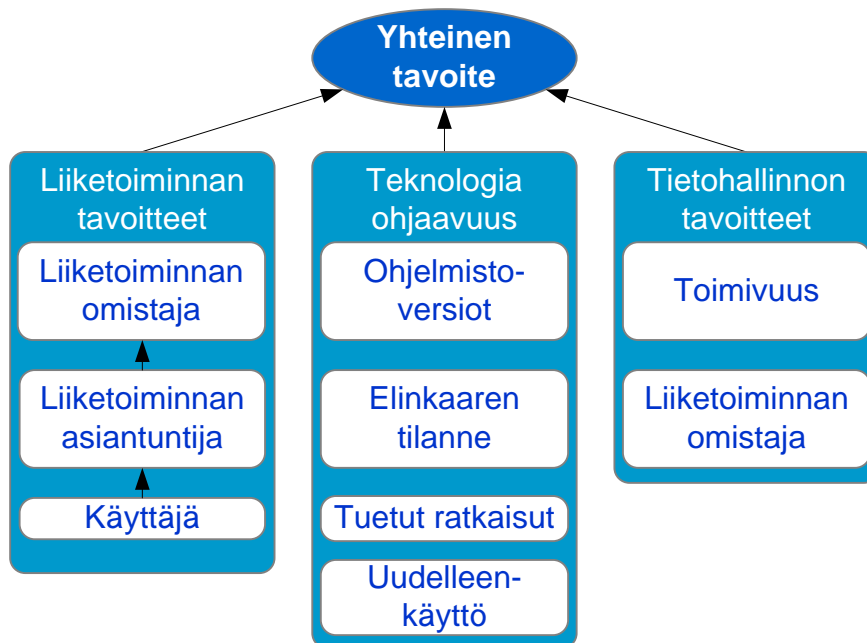 Yhteinen
tavoite
Liiketoiminnan
tavoitteet
Liiketoiminnan
omistaja
Liiketoiminnan
asiantuntija
Käyttäjä
Teknologia
ohjaavuus
Ohjelmisto-
versiot
Elinkaaren
tilanne
Tuetut ratkaisut
Uudelleen-
käyttö
Tietohallinnon
tavoitteet
Toimivuus
Liiketoiminnan
omistaja